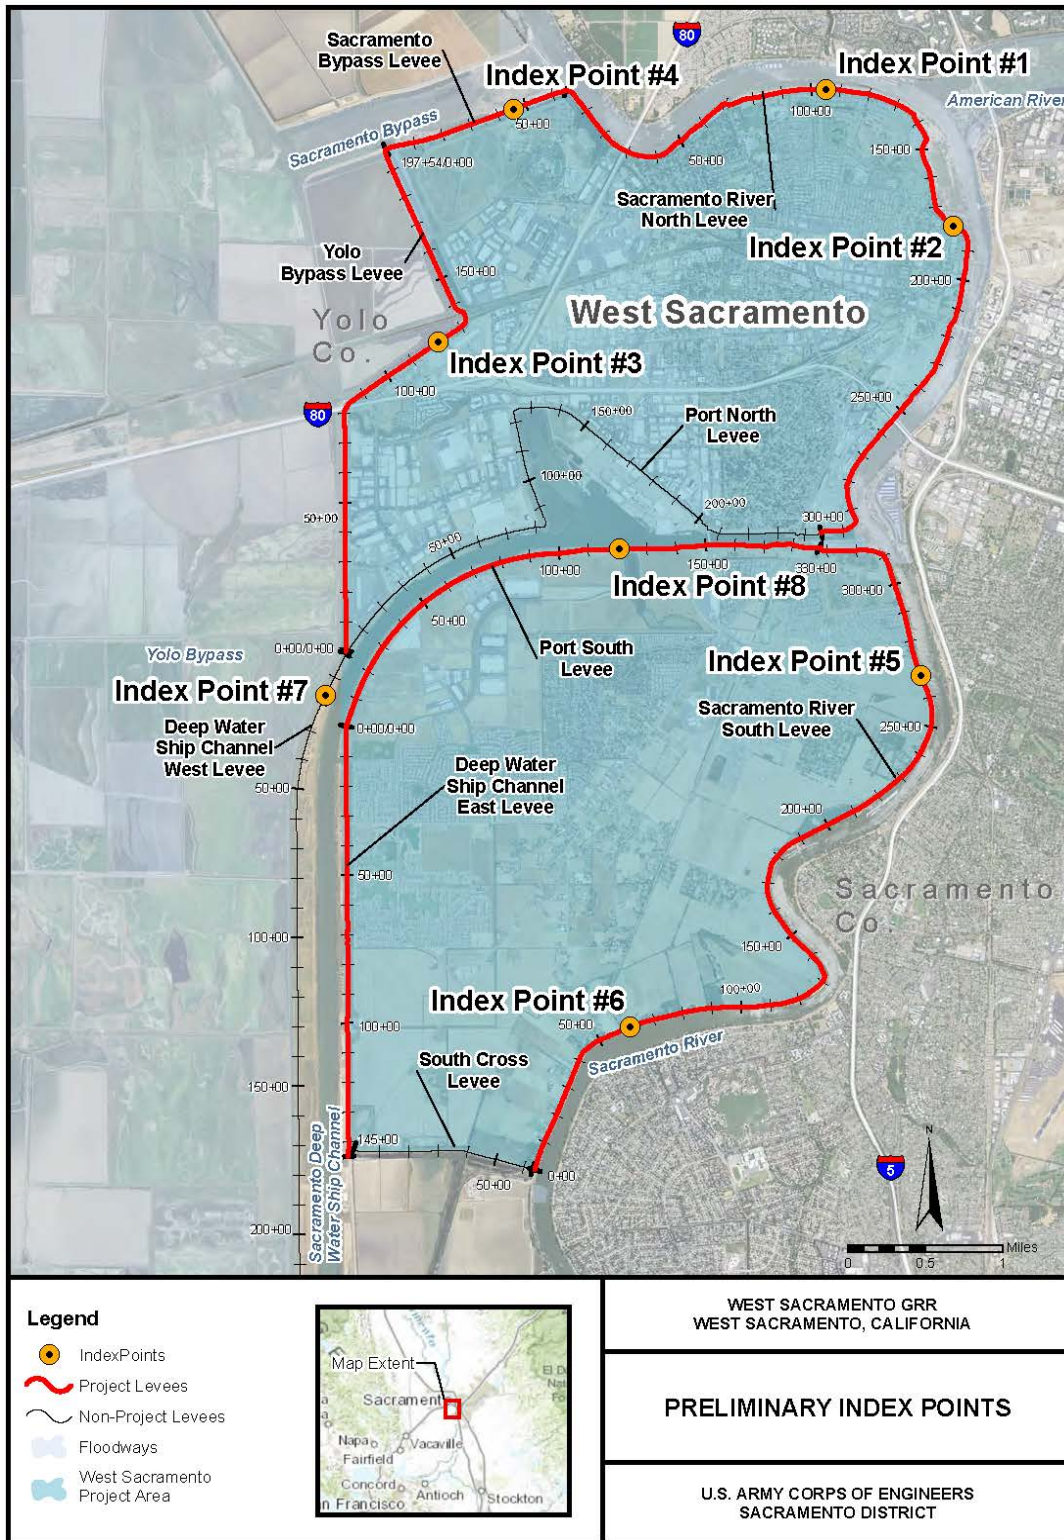 80
Sacramento
Bypass Levee
Index Point #4
Index Point #1
100+00
American River
50+00
Sacramento Bypass
197+54/0+00
50+00
150+00
Sacramento River
North Levee
Yolo
Bypass Levee
Index Point #2
150+00
200+00
West Sacramento
Yolo
Co.
Index Point #3
100+00
80
250+00
150+00
Port North
Levee
100+00
200+00
50+00
300+00
50+00
100+00
150+00
330+00
300+00
Index Point #8
50+00
Port South
Levee
0+00/0+00
Yolo Bypass
Index Point #7
Index Point #5
Deep Water
Ship Channel
West Levee
0+00/0+00
Sacramento River
South Levee
250+00
Deep Water
Ship Channel
East Levee
50+00
200+00
50+00
Sacramento
Co.
100+00
150+00
Index Point #6
100+00
100+00
50+00
Sacramento River
South Cross
Levee
150+00
145+00
Sacramento Deep
Water Ship Channel
50+00
0+00
200+00
N
5
Miles
0
0.5
1
Legend
IndexPoints
Project Levees
Non-Project Levees
Floodways
West Sacramento
Project Area
Map Extent
Sacrament
Napa
Vacaville
Fairfield
Concord
Antioch
Stockton
n Francisco
El D
Nat
Fo
WEST SACRAMENTO GRR
WEST SACRAMENTO, CALIFORNIA
PRELIMINARY INDEX POINTS
U.S. ARMY CORPS OF ENGINEERS
SACRAMENTO DISTRICT